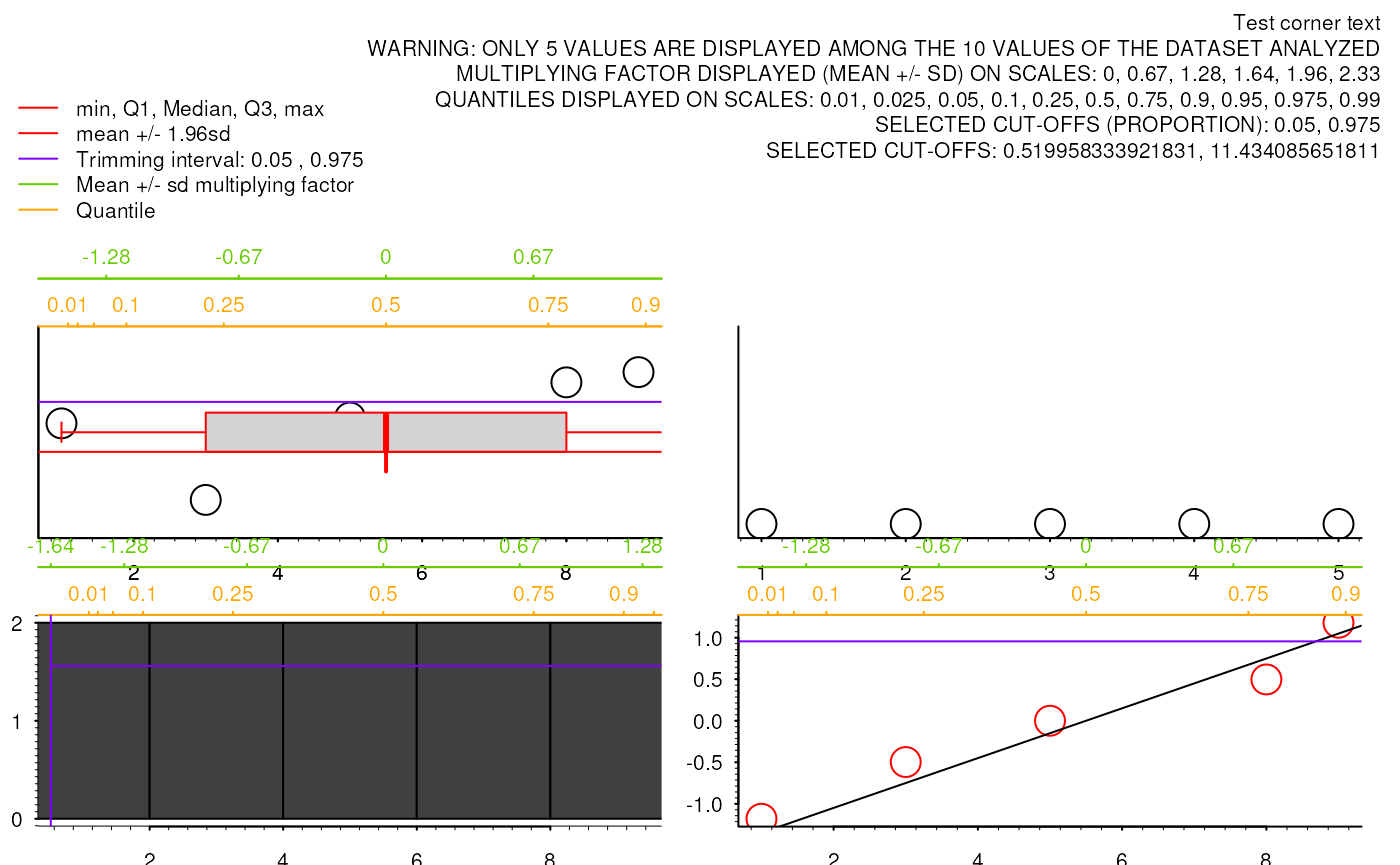 Test corner text
WARNING: ONLY 5 VALUES ARE DISPLAYED AMONG THE 10 VALUES OF THE DATASET ANALYZED
MULTIPLYING FACTOR DISPLAYED (MEAN +/- SD) ON SCALES: 0, 0.67, 1.28, 1.64, 1.96, 2.33
QUANTILES DISPLAYED ON SCALES: 0.01, 0.025, 0.05, 0.1, 0.25, 0.5, 0.75, 0.9, 0.95, 0.975, 0.99
SELECTED CUT-OFFS (PROPORTION): 0.05, 0.975
SELECTED CUT-OFFS: 0.519958333921831, 11.434085651811
min, Q1, Median, Q3, max
mean +/- 1.96sd
Trimming interval: 0.05 , 0.975
Mean +/- sd multiplying factor
Quantile
-1.28 -0.67 0 0.67
0.01 0.1 0.25 0.5 0.75 0.9
2 4 6 8
1 2 3 4 5
-1.64 -1.28 -0.67 0 0.67 1.28
0.01 0.1 0.25 0.5 0.75 0.9
2
1
0
2 4 6 8
-1.28 -0.67 0 0.67
0.01 0.1 0.25 0.5 0.75 0.9
1.0
0.5
0.0
-0.5
-1.0
2 4 6 8